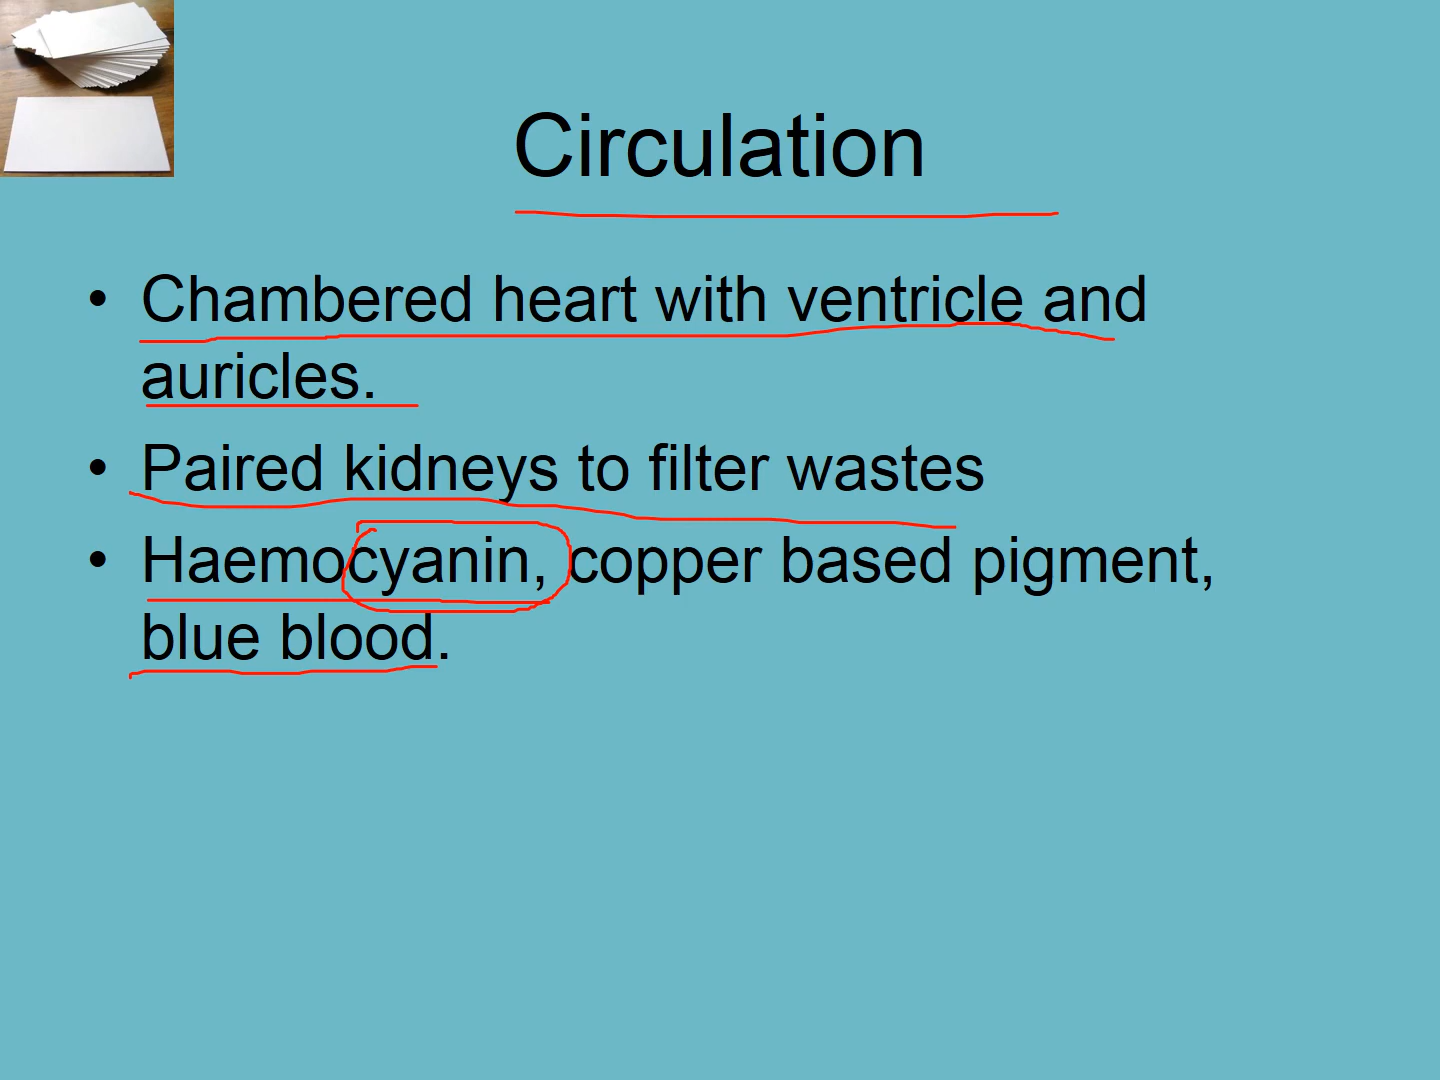 Circulation
• Chambered heart with ventricle and
auricles.
• Paired kidneys to filter wastes
• Haemocyanin, copper based pigment,
blue blood.